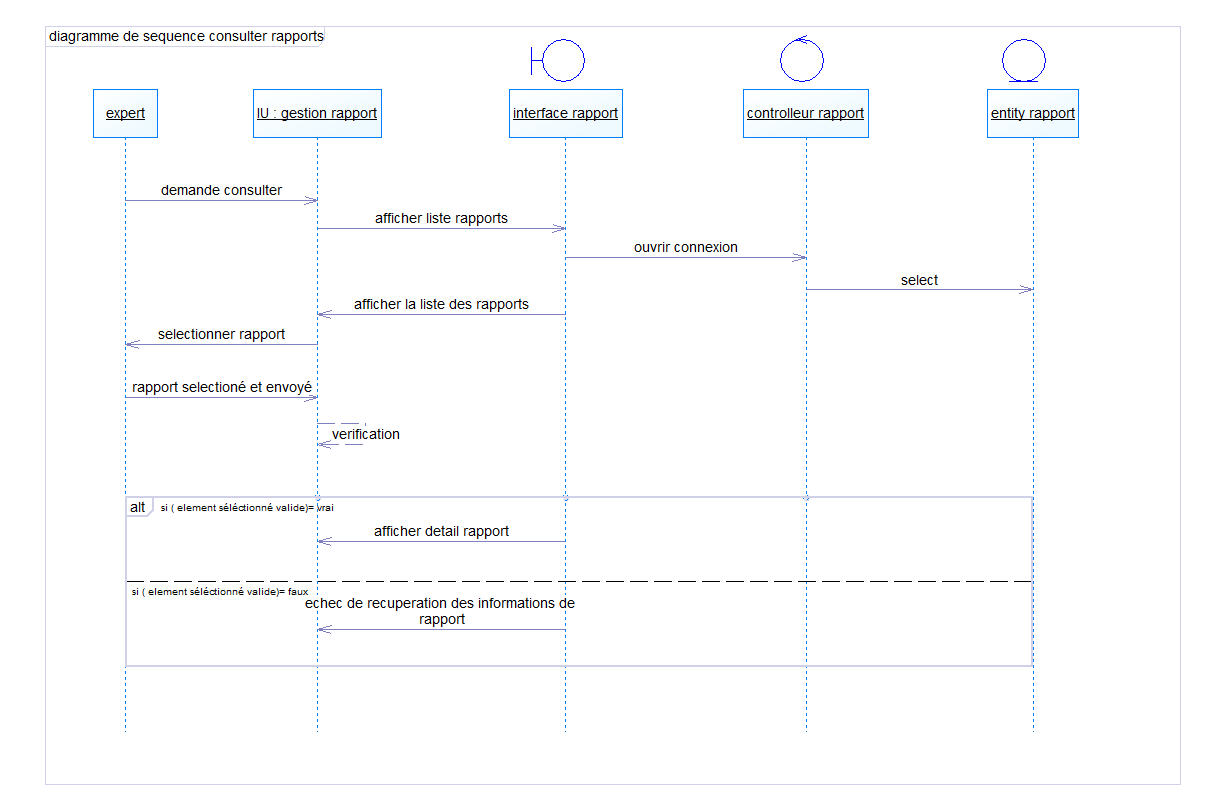 diagramme de sequence consulter rapports
expert
IU : gestion rapport
interface rapport
controlleur rapport
entity rapport
demande consulter
afficher liste rapports
ouvrir connexion
select
afficher la liste des rapports
selectionner rapport
rapport selectioné et envoyé
verification
alt
si ( element séléctionné valide)= vrai
afficher detail rapport
si ( element séléctionné valide)= faux
echec de recuperation des informations de
rapport